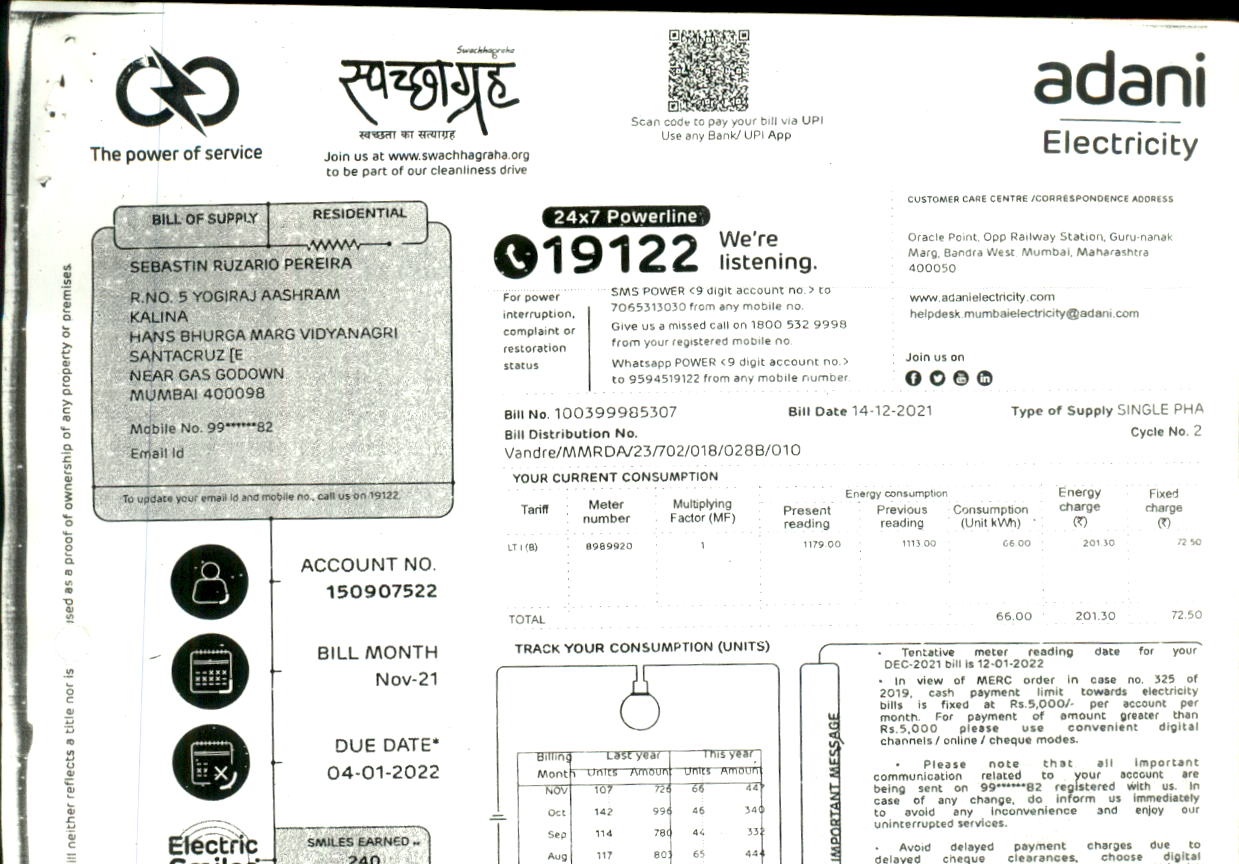 The power of service
Swachhagraha
स्वच्छाग्रह
स्वच्छता का सत्याग्रह
Join us at www.swachhagraha.org
to be part of our cleanliness drive
Scan code to pay your bill via UPI
Use any Bank/ UPI App
adani
Electricity
BILL OF SUPPLY
RESIDENTIAL
SEBASTIN RUZARIO PEREIRA
R.NO. 5 YOGIRAJ AASHRAM
KALINA
HANS BHURGA MARG VIDYANAGRI
SANTACRUZ [E
NEAR GAS GODOWN
MUMBAI 400098
Mobile No. 99******82
Email Id
To update your email Id and mobile no., call us on 19122.
24x7 Powerline
19122
We're
listening.
For power
interruption,
complaint or
restoration
status
SMS POWER <9 digit account no.> to
7065313030 from any mobile no.
Give us a missed call on 1800 532 9998
from your registered mobile no.
Whatsapp POWER <9 digit account no.>
to 9594519122 from any mobile number.
CUSTOMER CARE CENTRE /CORRESPONDENCE ADDRESS
Oracle Point, Opp Railway Station, Guru-nanak
Marg, Bandra West, Mumbai, Maharashtra
400050
www.adanielectricity.com
helpdesk.mumbaielectricity@adani.com
Join us on
Bill No. 100399985307 Bill Date 14-12-2021 Type of Supply SINGLE PHA
Bill Distribution No. Cycle No. 2
Vandre/MMRDA/23/702/018/028B/010
YOUR CURRENT CONSUMPTION
Tariff Meter number Multiplying Factor (MF) Energy consumption Present reading Previous reading Consumption (Unit kWh) Energy charge (₹) Fixed charge (₹)
LT I (B) 8989920 1 1179.00 1113.00 66.00 201.30 72.50
TOTAL 66.00 201.30 72.50
ACCOUNT NO.
150907522
BILL MONTH
Nov-21
DUE DATE*
04-01-2022
Electric
SMILES EARNED
240
TRACK YOUR CONSUMPTION (UNITS)
Billing Last year This year
Month Units Amount Units Amount
NOV 107 726 66 447
Oct 142 996 46 340
Sep 114 780 44 332
Aug 117 803 65 444
IMPORTANT MESSAGE
• Tentative meter reading date for your
DEC-2021 bill is 12-01-2022
• In view of MERC order in case no. 325 of
2019, cash payment limit towards electricity
bills is fixed at Rs.5,000/- per account per
month. For payment of amount greater than
Rs.5,000 please use convenient digital
channels / online / cheque modes.
• Please note that all important
communication related to your account are
being sent on 99******82 registered with us. In
case of any change, do inform us immediately
to avoid any inconvenience and enjoy our
uninterrupted services.
• Avoid delayed payment charges due to
delayed cheque clearances, choose digital
ill neither reflects a title nor is
ised as a proof of ownership of any property or premises.